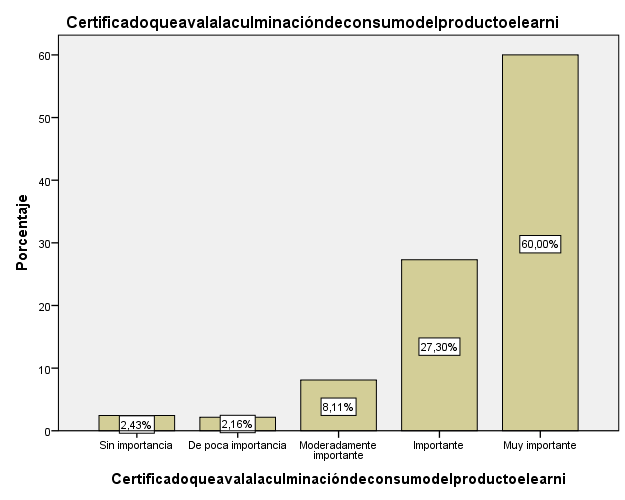 Certificadoqueavalalaculminacióndeconsumodelproductoelearni
Porcentaje
60
50
40
30
20
10
0
2,43%
2,16%
8,11%
27,30%
60,00%
Sin importancia
De poca importancia
Moderadamente
importante
Importante
Muy importante
Certificadoqueavalalaculminacióndeconsumodelproductoelearni